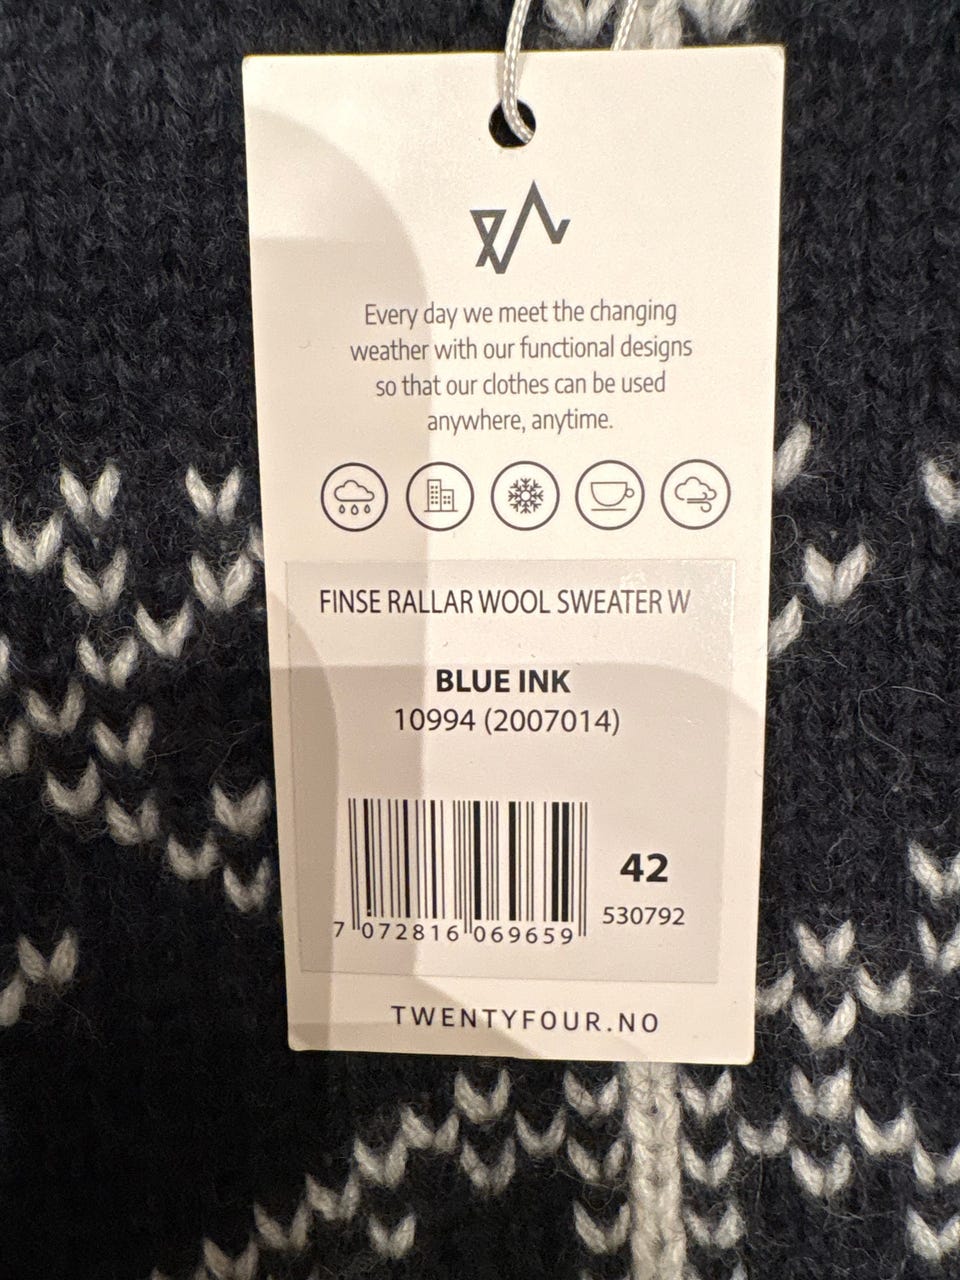 Every day we meet the changing
weather with our functional designs
so that our clothes can be used
anywhere, anytime.
FINSE RALLAR WOOL SWEATER W
BLUE INK
10994 (2007014)
42
530792
7 072816 069659
TWENTYFOUR.NO